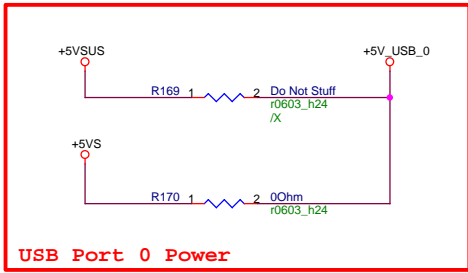 +5VSUS
+5V_USB_0
R169 1 2 Do Not Stuff
r0603_h24
/X
+5VS
R170 1 2 0Ohm
r0603_h24
USB Port 0 Power